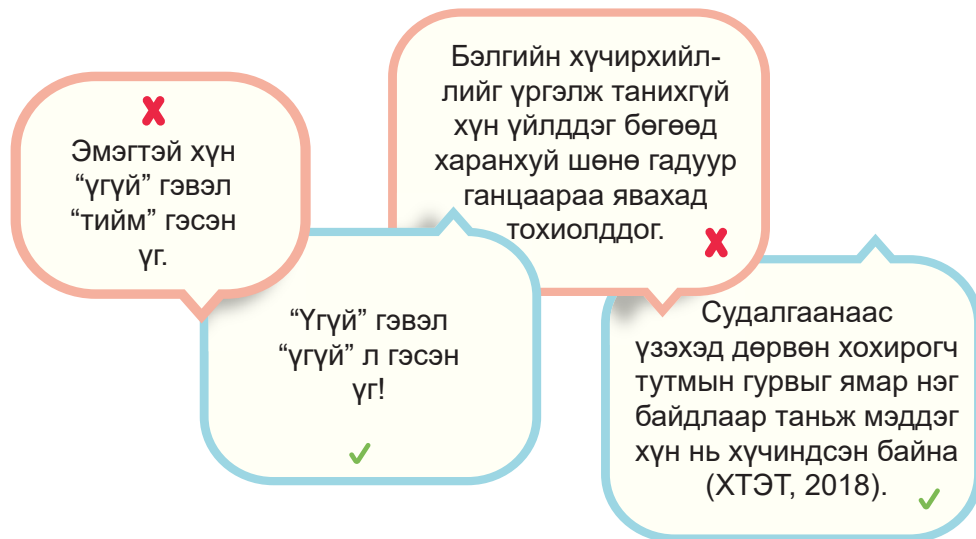 Эмэгтэй хүн
“үгүй” гэвэл
“тийм” гэсэн
үг.
“Үгүй” гэвэл
“үгүй” л гэсэн
үг!
Бэлгийн хүчирхийл-
лийг үргэлж танихгүй
хүн үйлддэг бөгөөд
харанхуй шөнө гадуур
ганцаараа явахад
тохиолддог.
Судалгаанаас
үзэхэд дөрвөн хохирогч
тутмын гурвыг ямар нэг
байдлаар таньж мэддэг
хүн нь хүчиндсэн байна
(ХТЭТ, 2018).